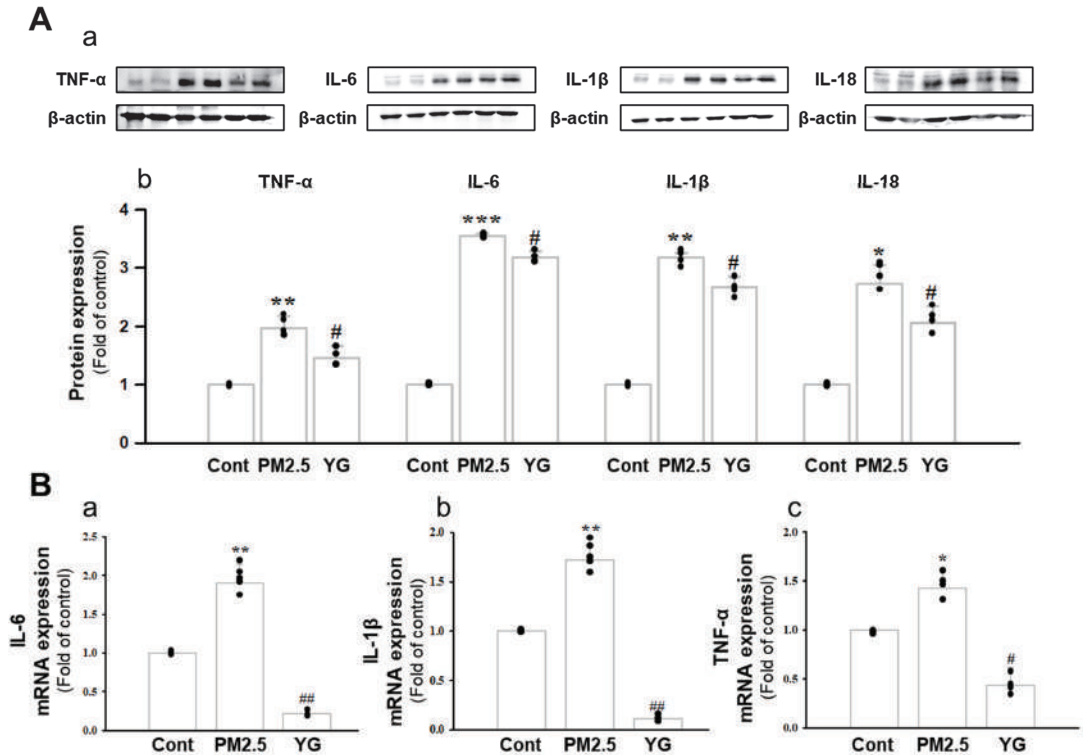 A
a
TNF-α IL-6 IL-1β IL-18
β-actin β-actin β-actin β-actin
b
TNF-α IL-6 IL-1β IL-18
Protein expression
(Fold of control)
4
3
2
1
0
** # *** # ** # * #
Cont PM2.5 YG Cont PM2.5 YG Cont PM2.5 YG Cont PM2.5 YG
B
a
IL-6
mRNA expression
(Fold of control)
2.5
2.0
1.5
1.0
0.5
0.0
**
##
Cont PM2.5 YG
b
IL-1β
mRNA expression
(Fold of control)
2.0
1.5
1.0
0.5
0.0
**
##
Cont PM2.5 YG
c
TNF-α
mRNA expression
(Fold of control)
2.0
1.5
1.0
0.5
0.0
*
#
Cont PM2.5 YG